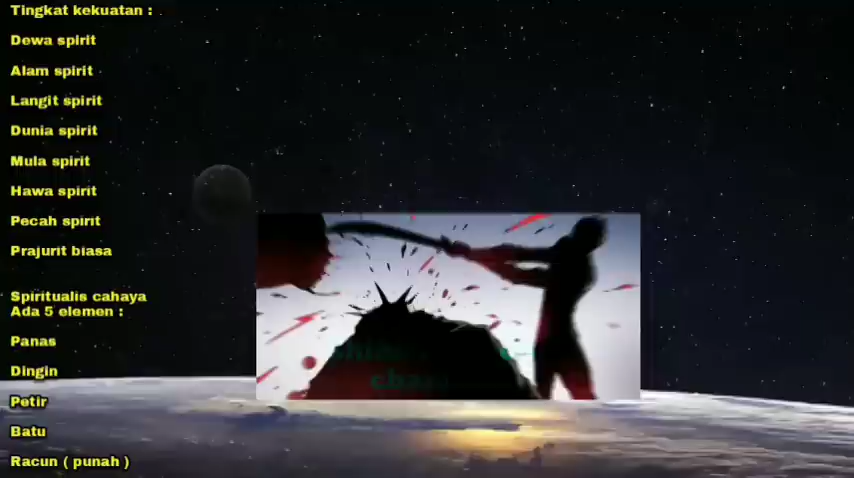 Tingkat kekuatan :
Dewa spirit
Alam spirit
Langit spirit
Dunia spirit
Mula spirit
Hawa spirit
Pecah spirit
Prajurit biasa
Spiritualis cahaya
Ada 5 elemen :
Panas
Dingin
Petir
Batu
Racun ( punah )